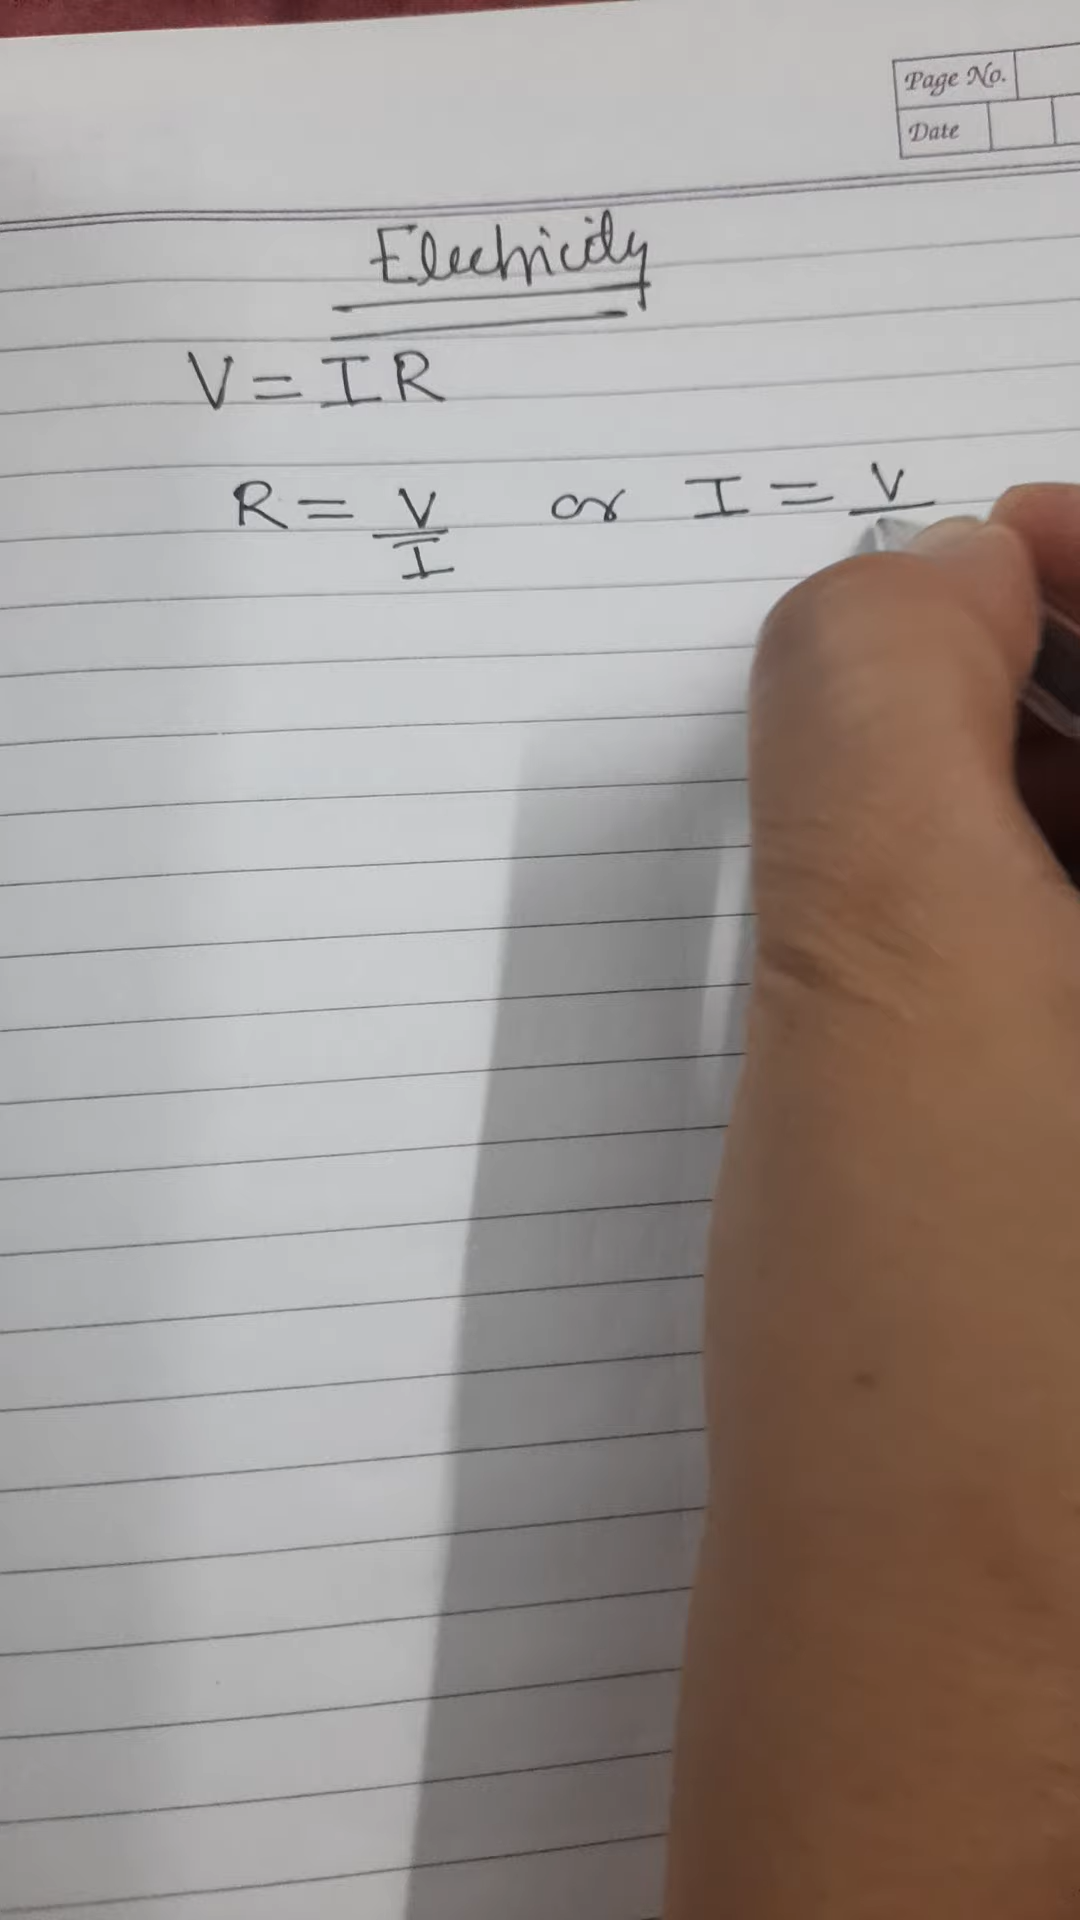 Page No.
Date
Electricity
V = IR
R = V/I or I = V/